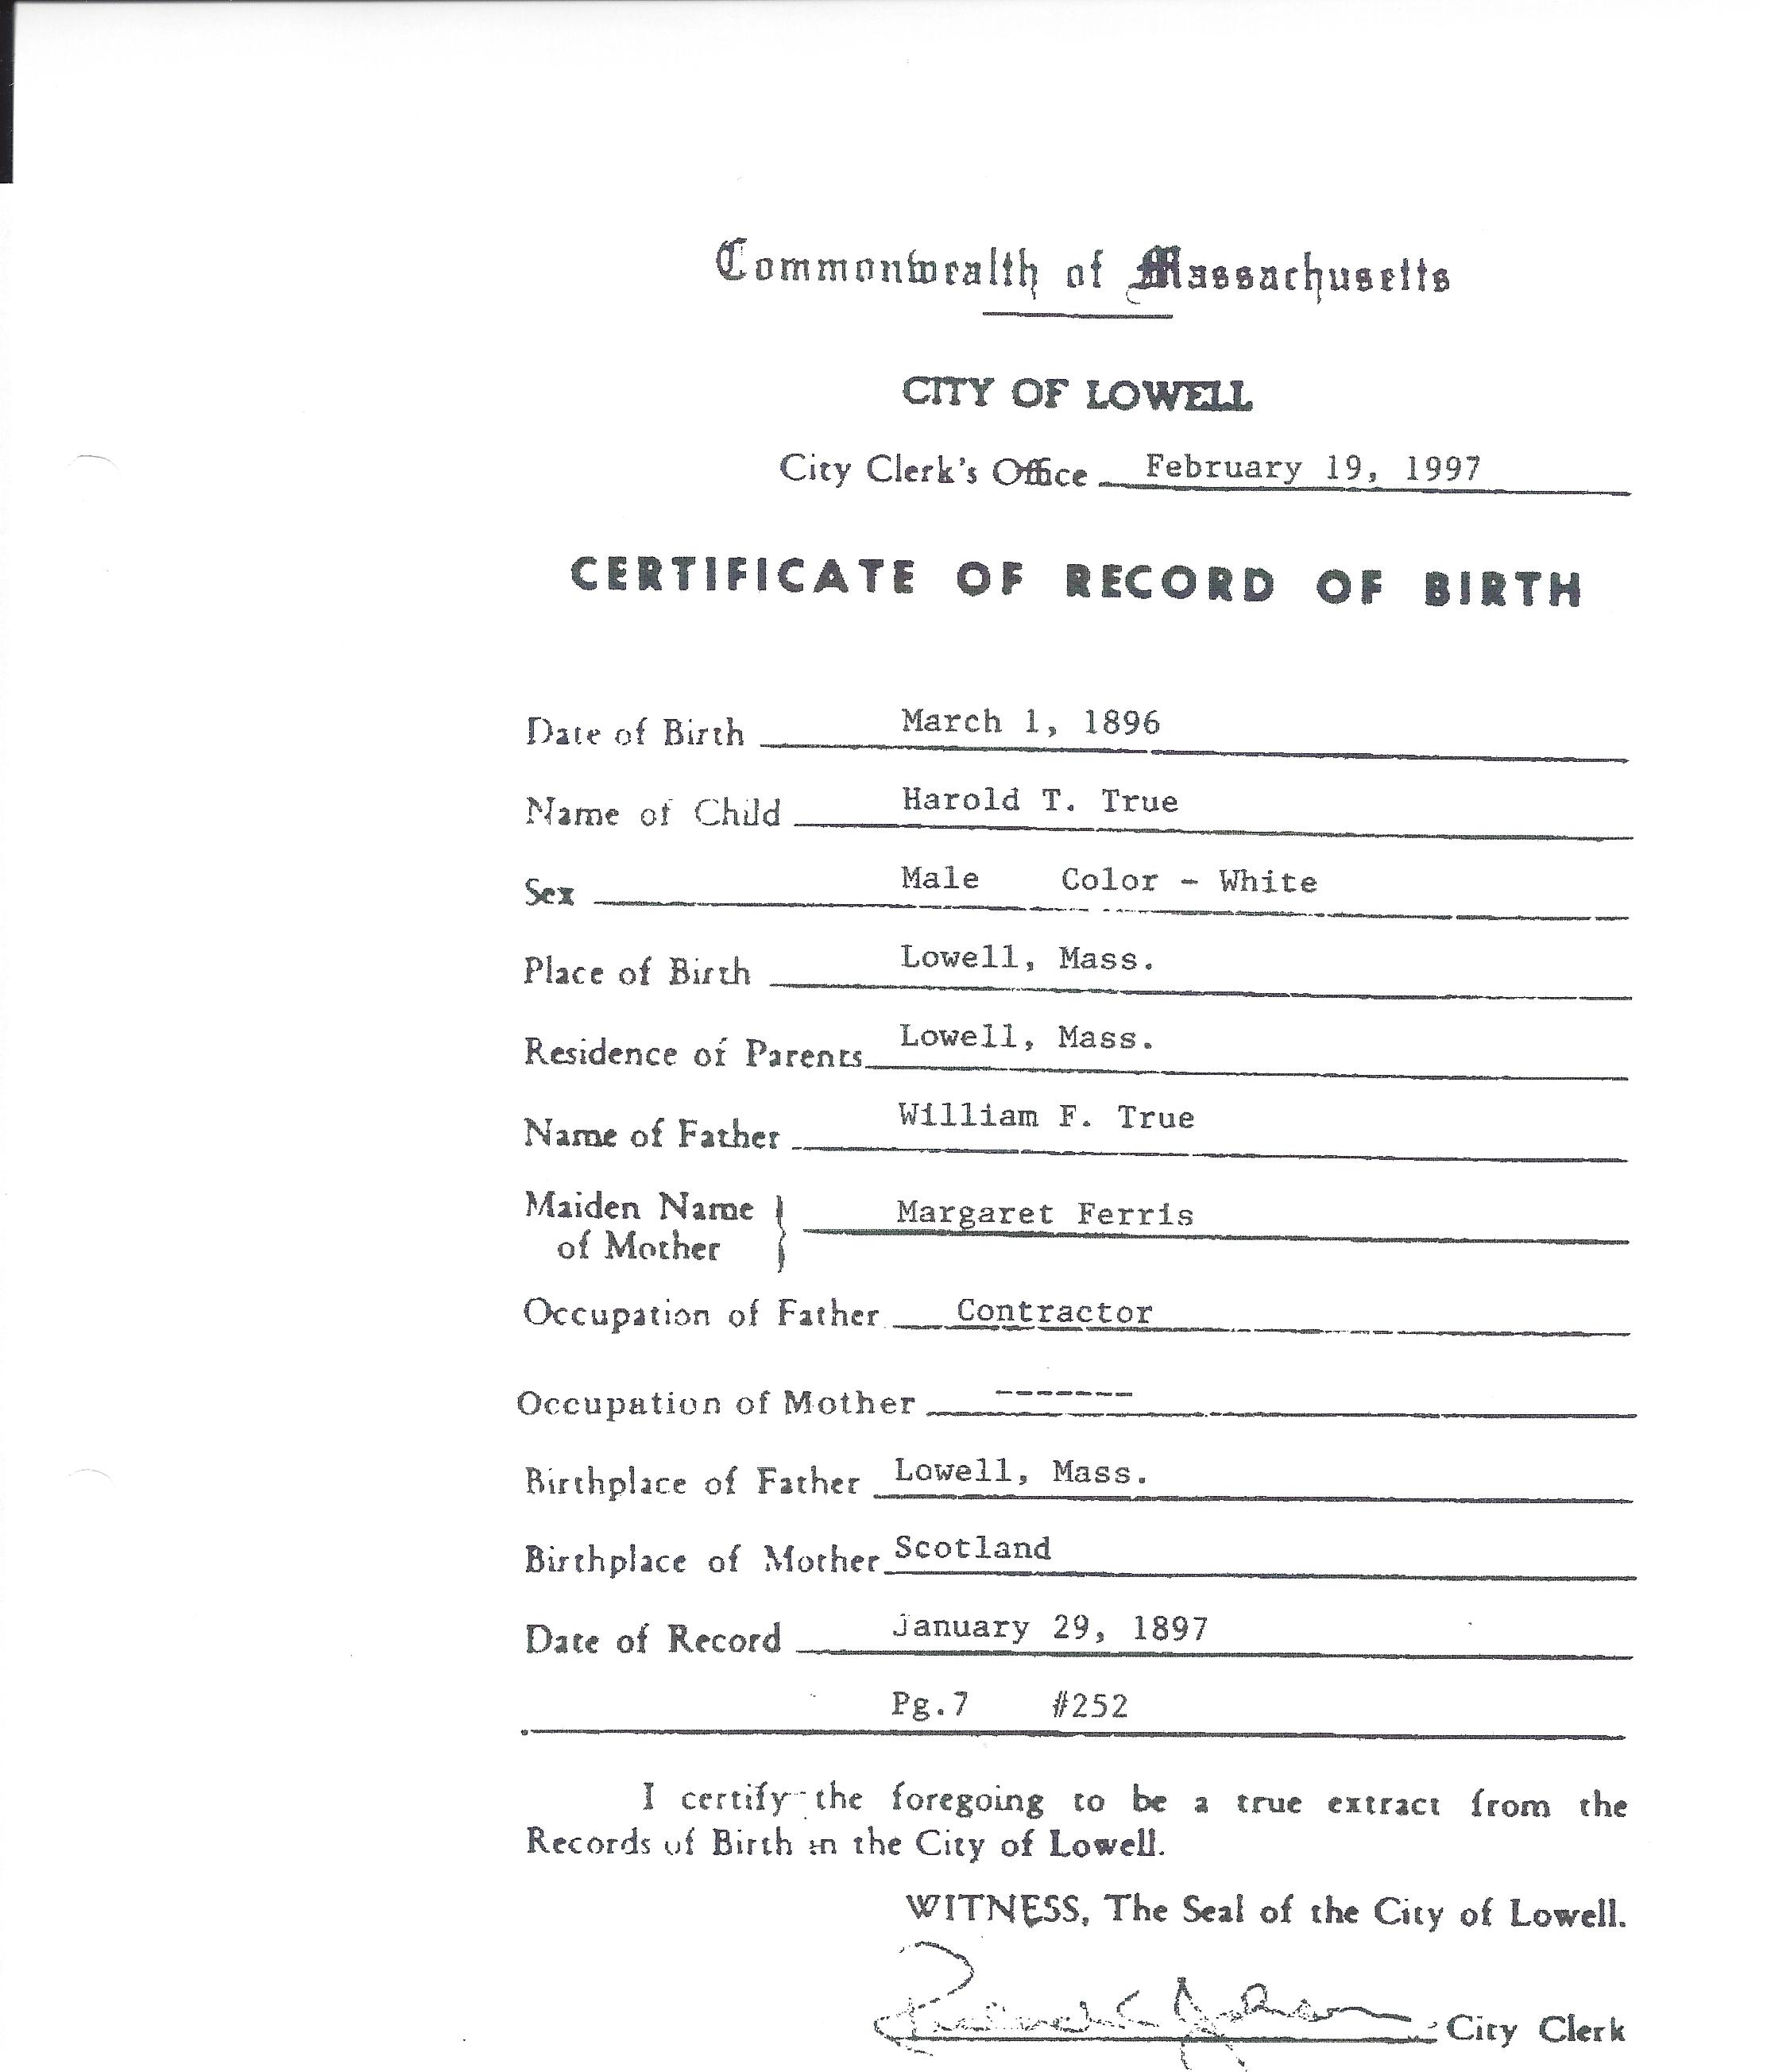 Commonwealth of Massachusetts
CITY OF LOWELL
City Clerk's Office February 19, 1997
CERTIFICATE OF RECORD OF BIRTH
Date of Birth March 1, 1896
Name of Child Harold T. True
Sex Male Color - White
Place of Birth Lowell, Mass.
Residence of Parents Lowell, Mass.
Name of Father William F. True
Maiden Name of Mother } Margaret Ferris
Occupation of Father Contractor
Occupation of Mother -------
Birthplace of Father Lowell, Mass.
Birthplace of Mother Scotland
Date of Record January 29, 1897
Pg.7 #252
I certify the foregoing to be a true extract from the
Records of Birth in the City of Lowell.
WITNESS, The Seal of the City of Lowell.
City Clerk